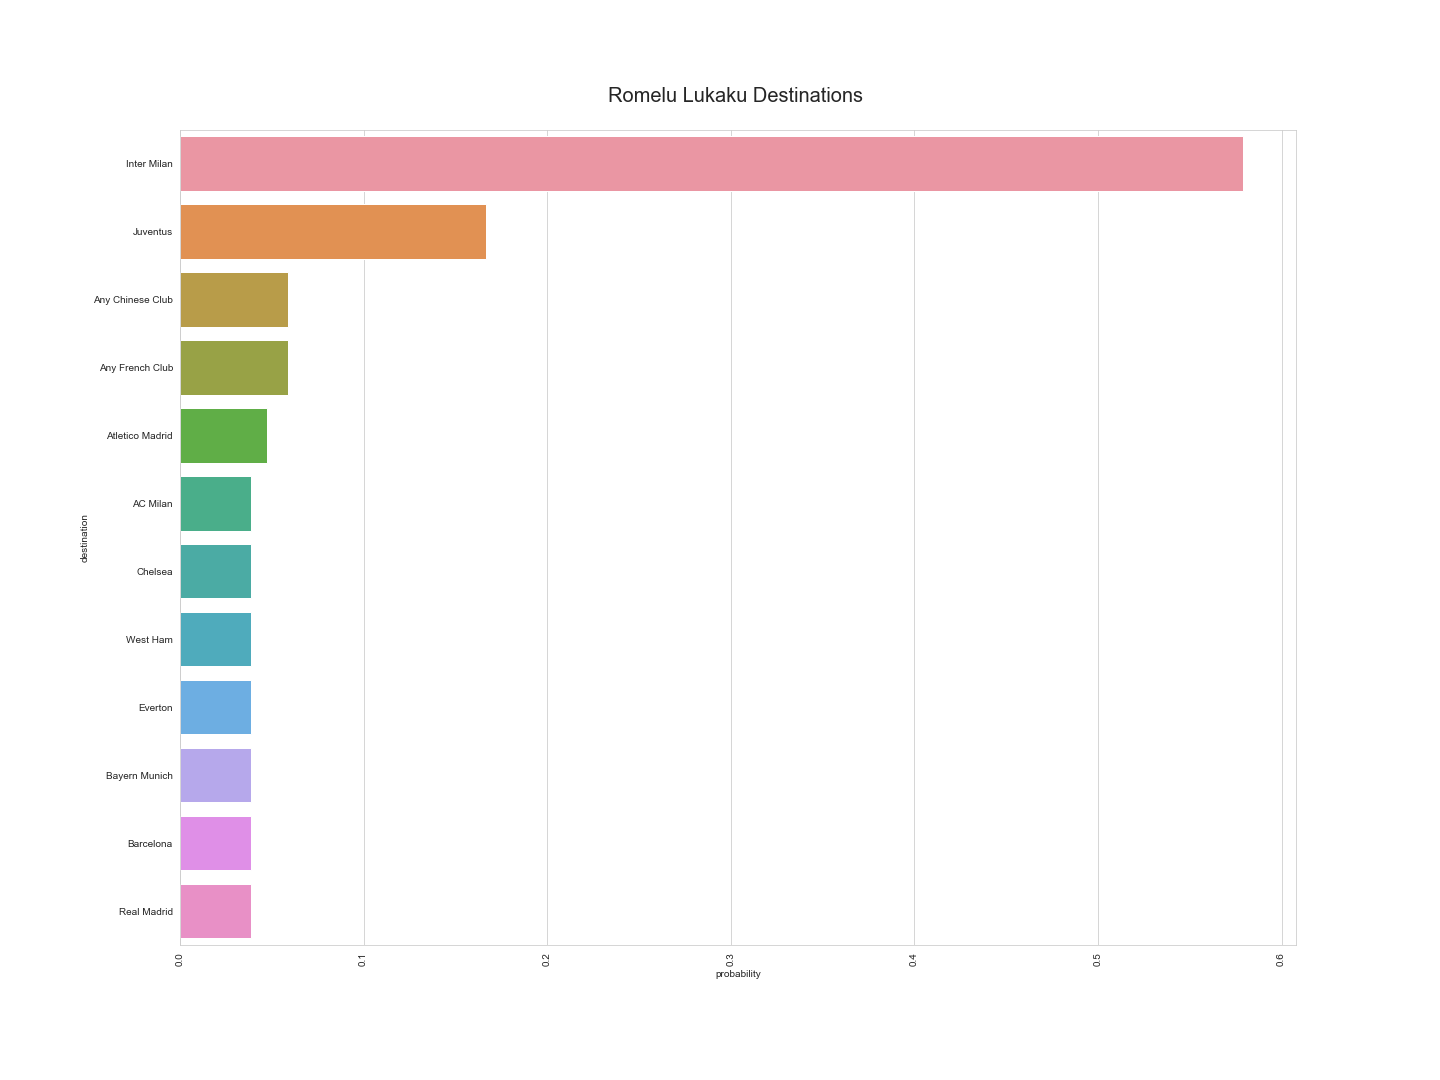 Romelu Lukaku Destinations
Inter Milan
Juventus
Any Chinese Club
Any French Club
Atletico Madrid
AC Milan
Chelsea
West Ham
Everton
Bayern Munich
Barcelona
Real Madrid
destination
0.0
0.1
0.2
0.3
0.4
0.5
0.6
probability